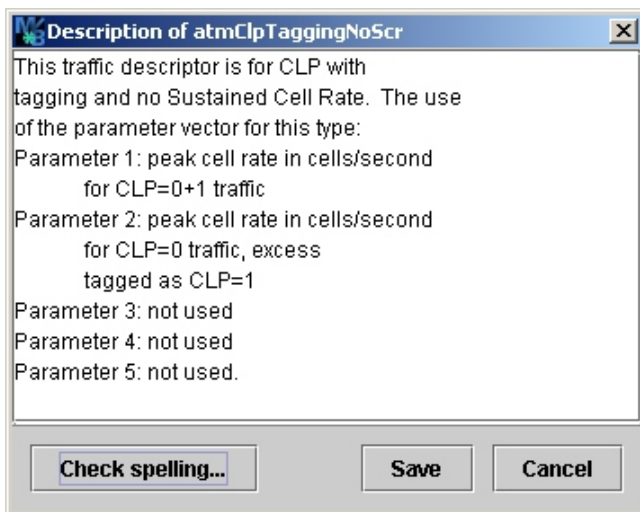 Description of atmClpTaggingNoScr
This traffic descriptor is for CLP with
tagging and no Sustained Cell Rate. The use
of the parameter vector for this type:
Parameter 1: peak cell rate in cells/second
for CLP=0+1 traffic
Parameter 2: peak cell rate in cells/second
for CLP=0 traffic, excess
tagged as CLP=1
Parameter 3: not used
Parameter 4: not used
Parameter 5: not used.
Check spelling... Save Cancel